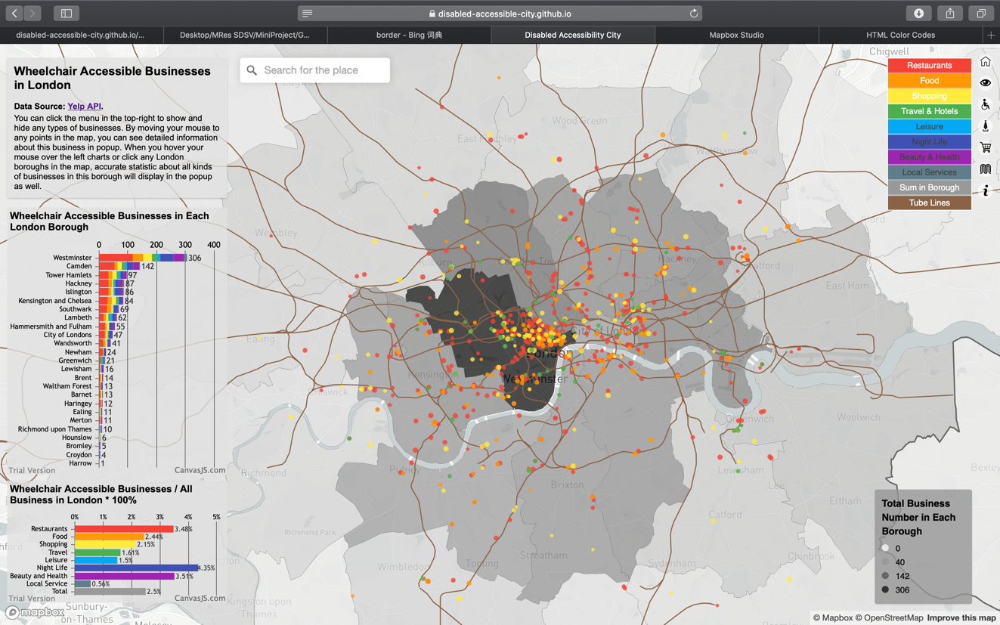 disabled-accessible-city.github.io
disabled-accessible-city.github.io/...
Desktop/MRes SDSV/MiniProject/G...
border - Bing 词典
Disabled Accessibility City
Mapbox Studio
HTML Color Codes
Wheelchair Accessible Businesses
in London
Data Source: Yelp API.
You can click the menu in the top-right to show and
hide any types of businesses. By moving your mouse to
any points in the map, you can see detailed information
about this business in popup. When you hover your
mouse over the left charts or click any London
boroughs in the map, accurate statistic about all kinds
of businesses in this borough will display in the popup
as well.
Search for the place
Restaurants
Food
Shopping
Travel & Hotels
Leisure
Night Life
Beauty & Health
Local Services
Sum in Borough
Tube Lines
Wheelchair Accessible Businesses in Each
London Borough
0 100 200 300 400
Westminster 306
Camden 142
Tower Hamlets 97
Hackney 87
Islington 86
Kensington and Chelsea 84
Southwark 69
Lambeth 62
Hammersmith and Fulham 55
City of London 47
Wandsworth 41
Newham 24
Greenwich 21
Lewisham 16
Brent 14
Waltham Forest 13
Barnet 13
Haringey 12
Ealing 11
Merton 11
Richmond upon Thames 10
Hounslow 6
Bromley 5
Croydon 4
Harrow 1
Trial Version
CanvasJS.com
Wheelchair Accessible Businesses / All
Business in London * 100%
0% 1% 2% 3% 4% 5%
Restaurants 3.48%
Food 2.44%
Shopping 2.15%
Travel 1.61%
Leisure 1.5%
Night Life 4.35%
Beauty and Health 3.51%
Local Service 0.56%
Total 2.5%
Trial Version
CanvasJS.com
mapbox
Chigwell
Wood Green
East Finchley
Walthamstow
Wembley
Ilford
Kilburn
Hackney
Stratford
East Ham
Ealing
City of London
London
Kensington
Westminster
Chiswick
Greenwich
Woolwich
Richmond
Putney
Brixton
Lewisham
Lee
Eltham
Catford
Richmond Park
Streatham
Chinbrook
Wimbledon
Tooting
Sydenham
Kingston upon
Thames
Sunbury-
on-Thames
Total Business
Number in Each
Borough
0
40
142
306
© Mapbox © OpenStreetMap Improve this map